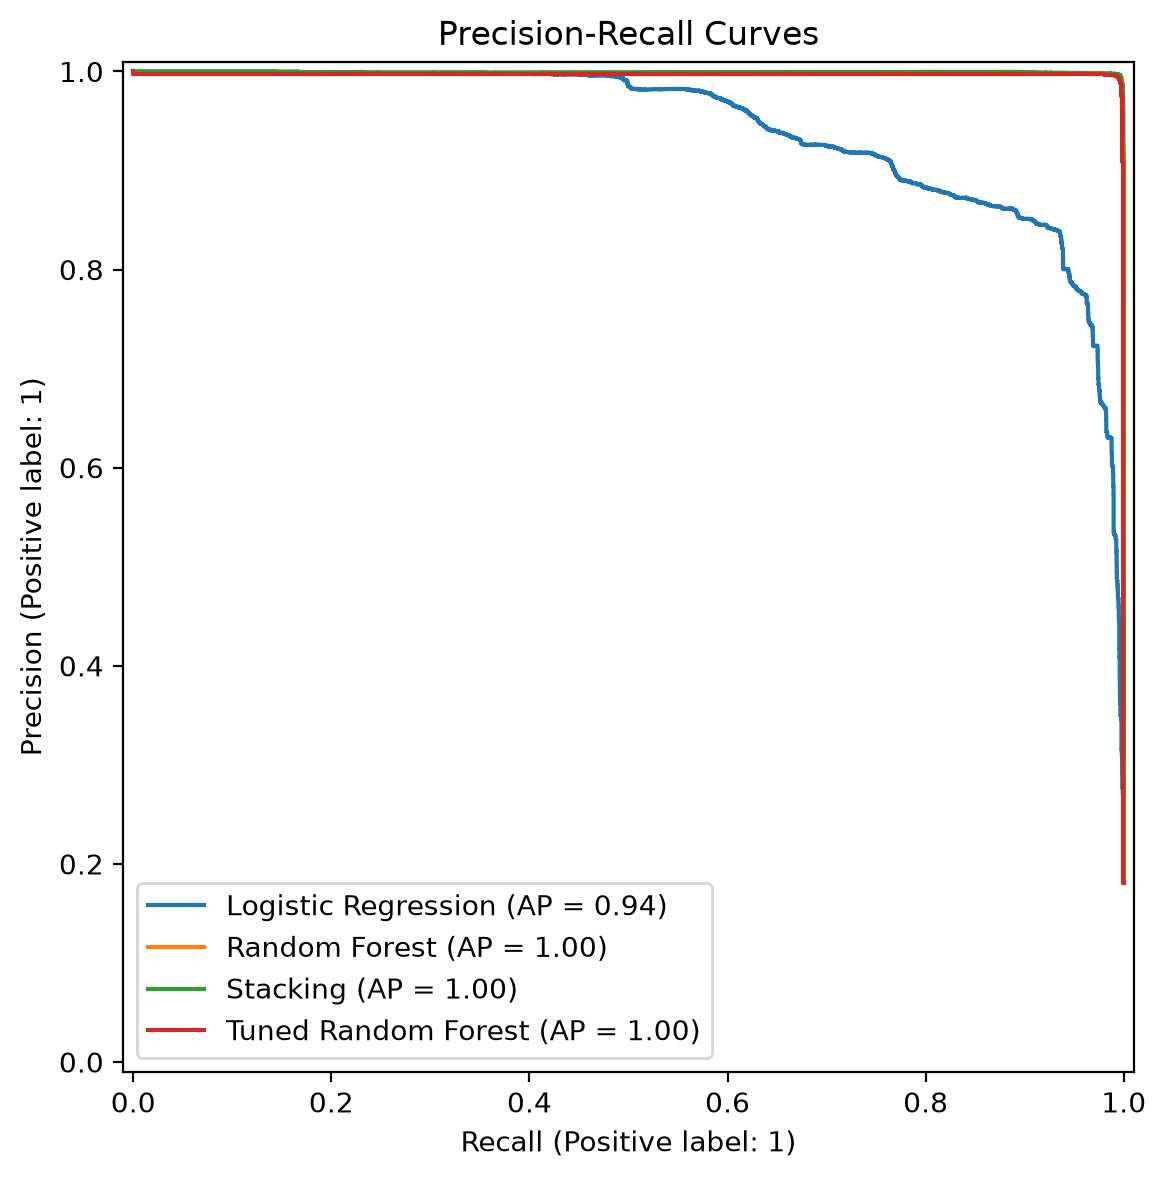 Precision-Recall Curves
1.0
0.8
0.6
0.4
0.2
0.0
Precision (Positive label: 1)
Logistic Regression (AP = 0.94)
Random Forest (AP = 1.00)
Stacking (AP = 1.00)
Tuned Random Forest (AP = 1.00)
0.0 0.2 0.4 0.6 0.8 1.0
Recall (Positive label: 1)